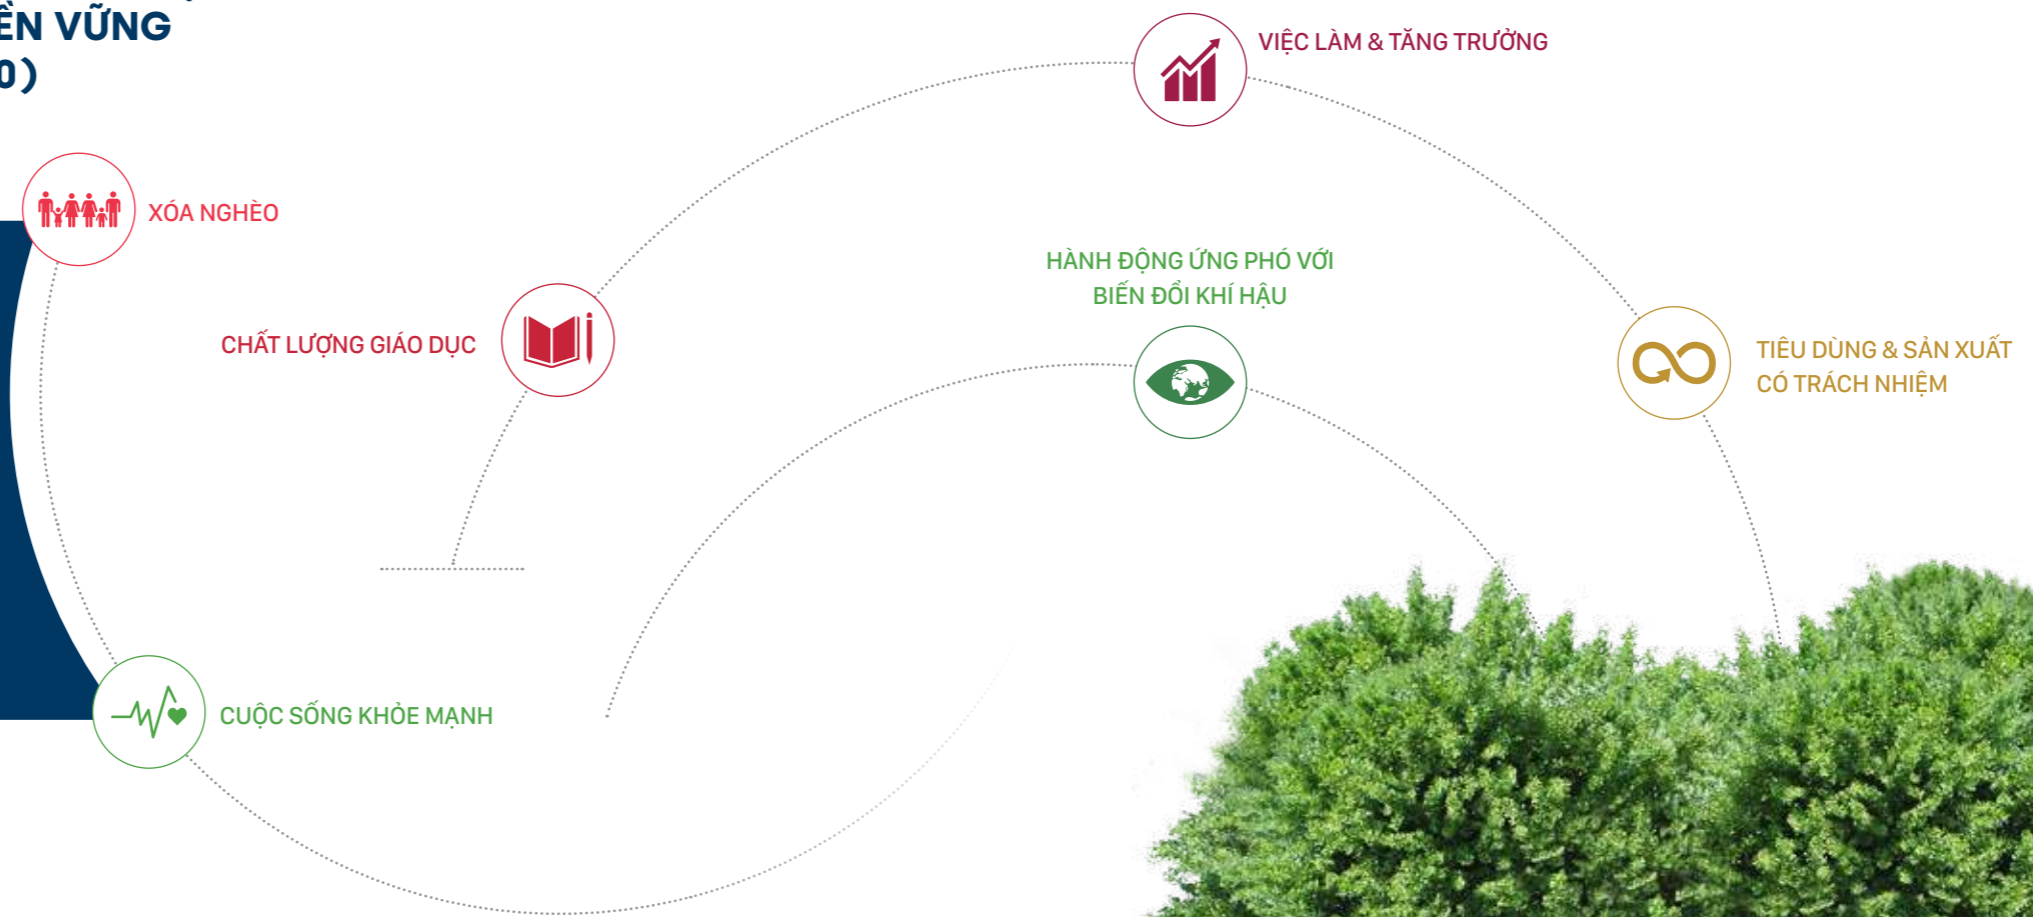 VỮNG
0)
VIỆC LÀM & TĂNG TRƯỞNG
XÓA NGHÈO
HÀNH ĐỘNG ỨNG PHÓ VỚI
BIẾN ĐỔI KHÍ HẬU
CHẤT LƯỢNG GIÁO DỤC
TIÊU DÙNG & SẢN XUẤT
CÓ TRÁCH NHIỆM
CUỘC SỐNG KHỎE MẠNH